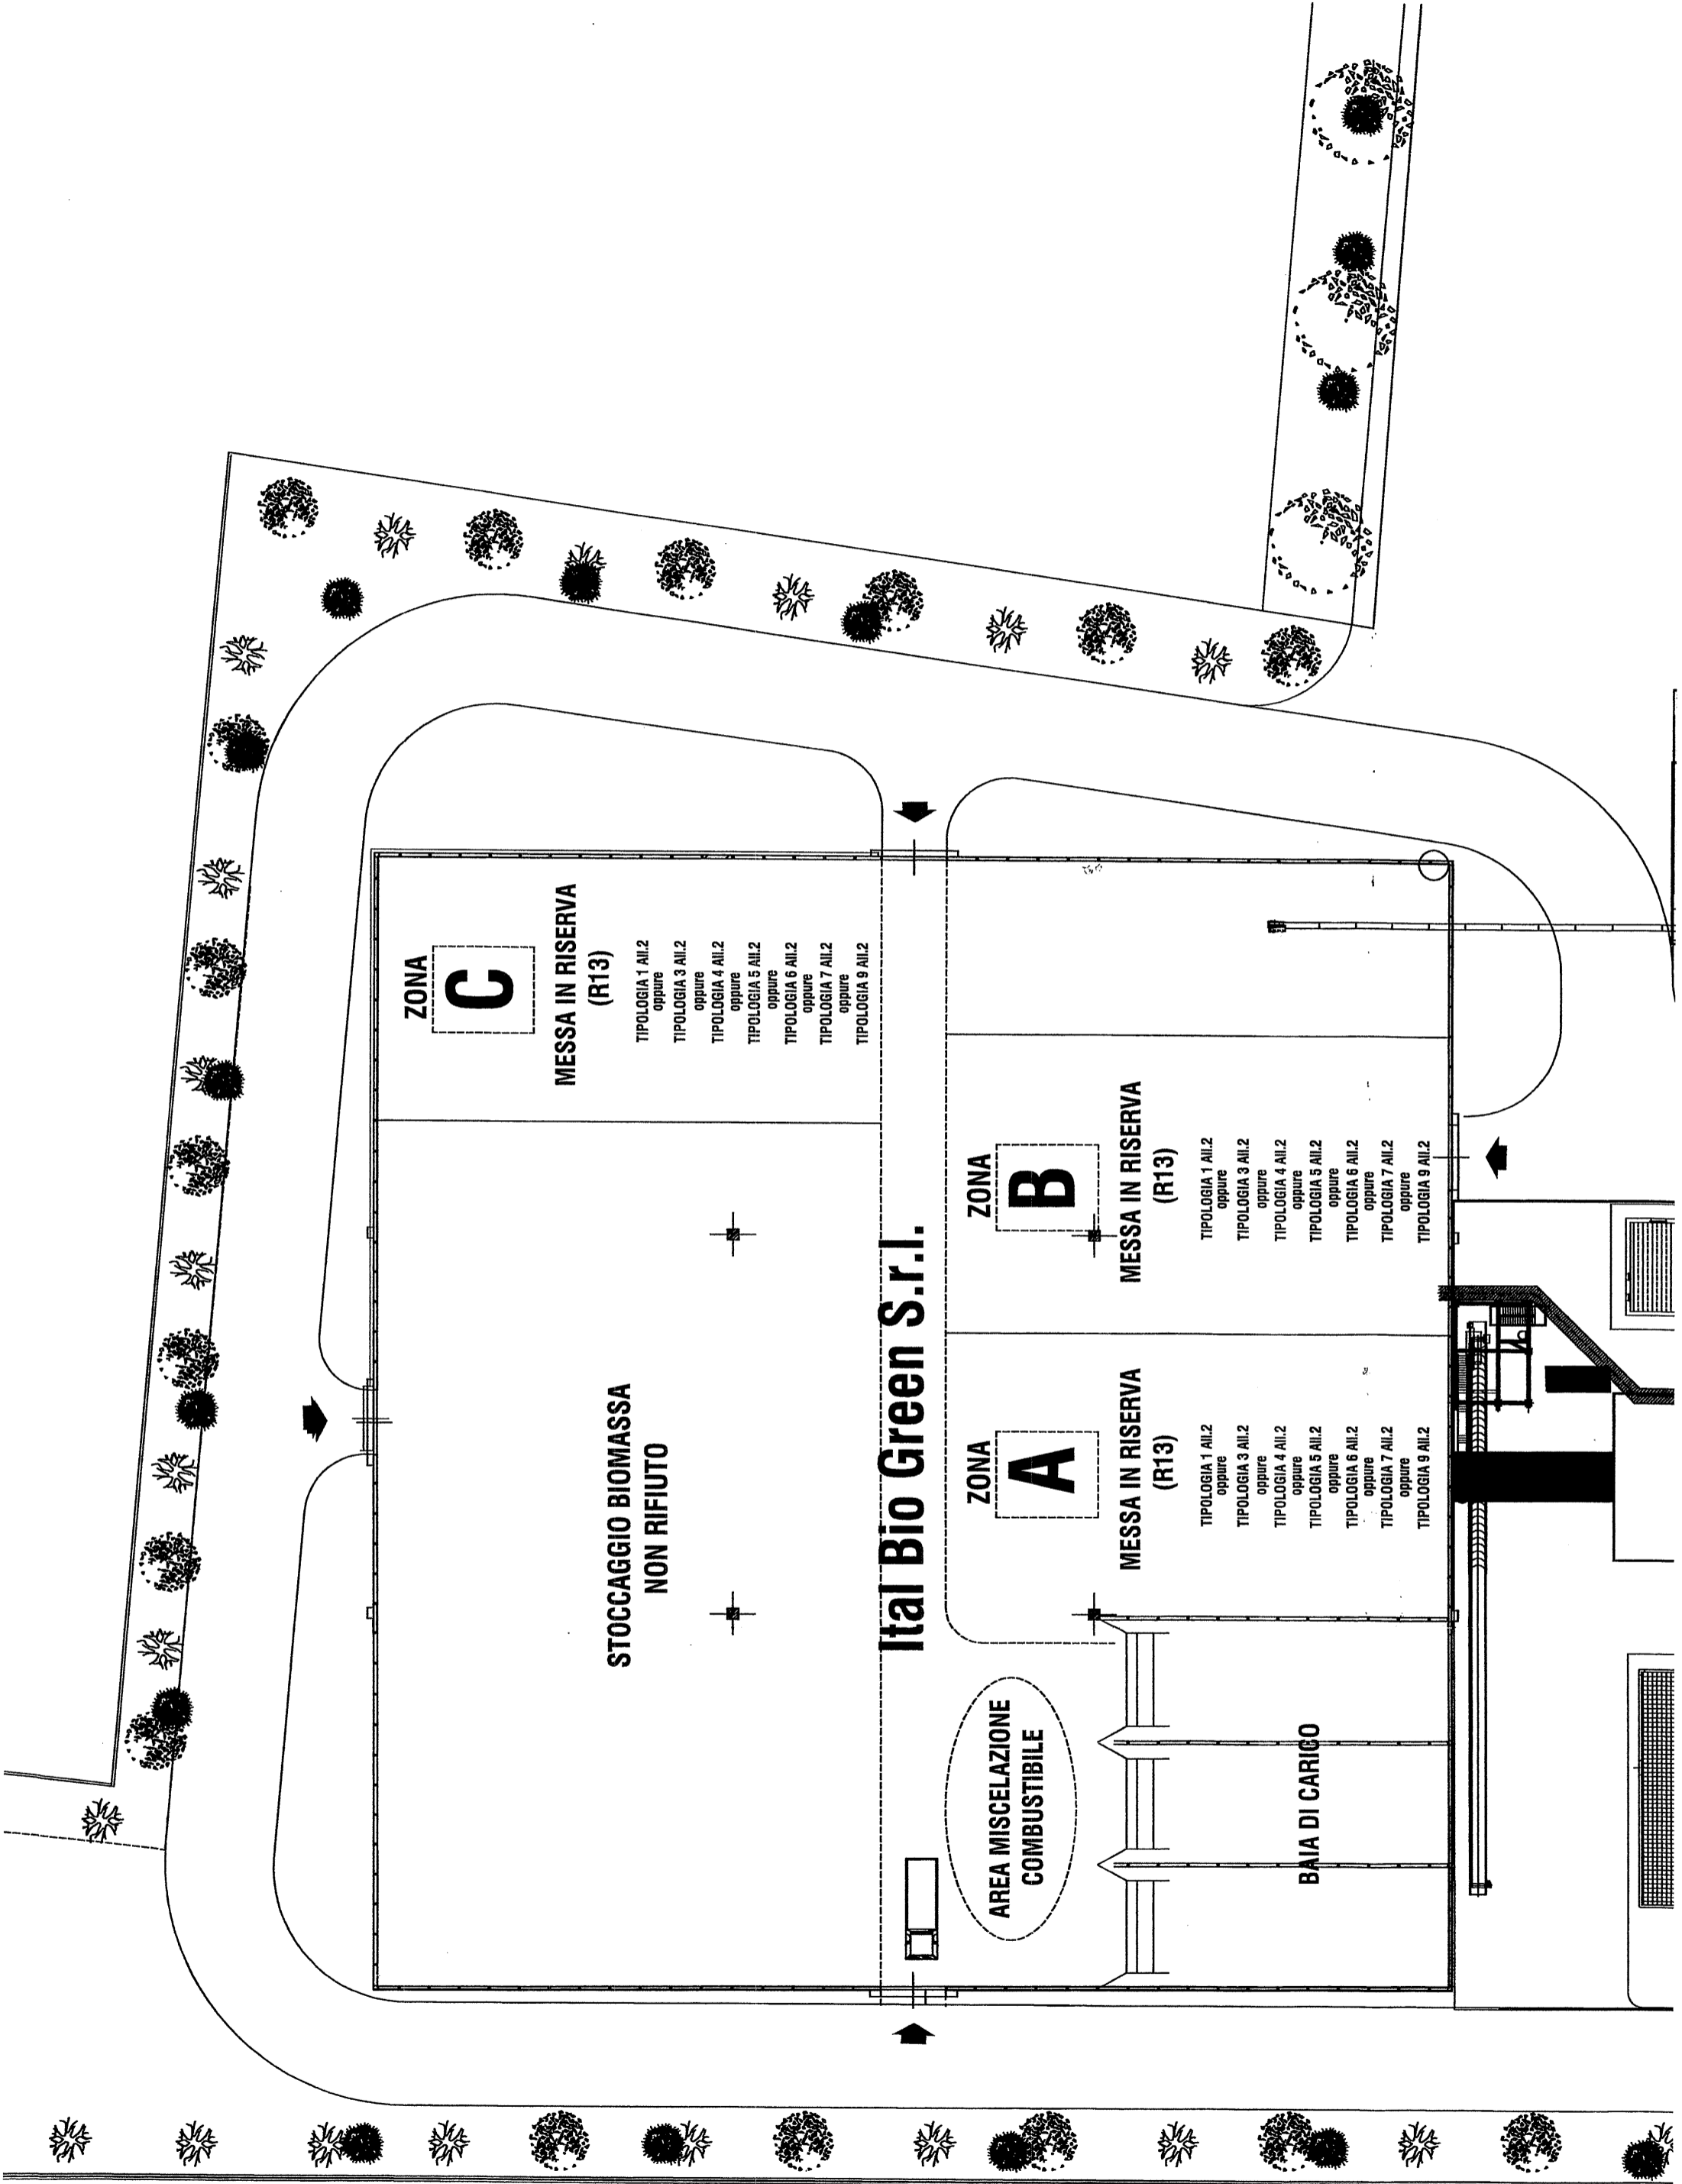 ZONA
C
MESSA IN RISERVA
(R13)
TIPOLOGIA 1 All.2
oppure
TIPOLOGIA 3 All.2
oppure
TIPOLOGIA 4 All.2
oppure
TIPOLOGIA 5 All.2
oppure
TIPOLOGIA 6 All.2
oppure
TIPOLOGIA 7 All.2
oppure
TIPOLOGIA 9 All.2
STOCCAGGIO BIOMASSA
NON RIFIUTO
Ital Bio Green S.r.l.
ZONA
B
MESSA IN RISERVA
(R13)
TIPOLOGIA 1 All.2
oppure
TIPOLOGIA 3 All.2
oppure
TIPOLOGIA 4 All.2
oppure
TIPOLOGIA 5 All.2
oppure
TIPOLOGIA 6 All.2
oppure
TIPOLOGIA 7 All.2
oppure
TIPOLOGIA 9 All.2
ZONA
A
MESSA IN RISERVA
(R13)
TIPOLOGIA 1 All.2
oppure
TIPOLOGIA 3 All.2
oppure
TIPOLOGIA 4 All.2
oppure
TIPOLOGIA 5 All.2
oppure
TIPOLOGIA 6 All.2
oppure
TIPOLOGIA 7 All.2
oppure
TIPOLOGIA 9 All.2
AREA MISCELAZIONE
COMBUSTIBILE
BAIA DI CARICO